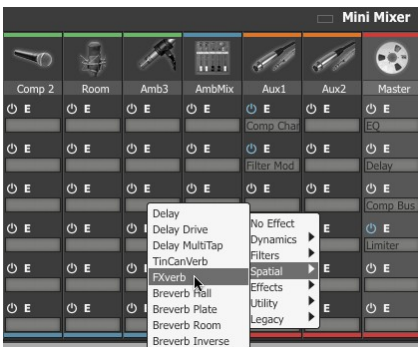 Mini Mixer
Comp 2 Room Amb3 AmbMix Aux1 Aux2 Master
E E E E E E E
Comp Chan EQ
E E E E E E E
Filter Mod Delay
E E E E E E E
Comp Bus
Delay
Delay Drive
Delay MultiTap
TinCanVerb
FXverb
Breverb Hall
Breverb Plate
Breverb Room
Breverb Inverse
No Effect
Dynamics
Filters
Spatial
Effects
Utility
Legacy
E E E E E
Limiter
E E E E E
E E E E E